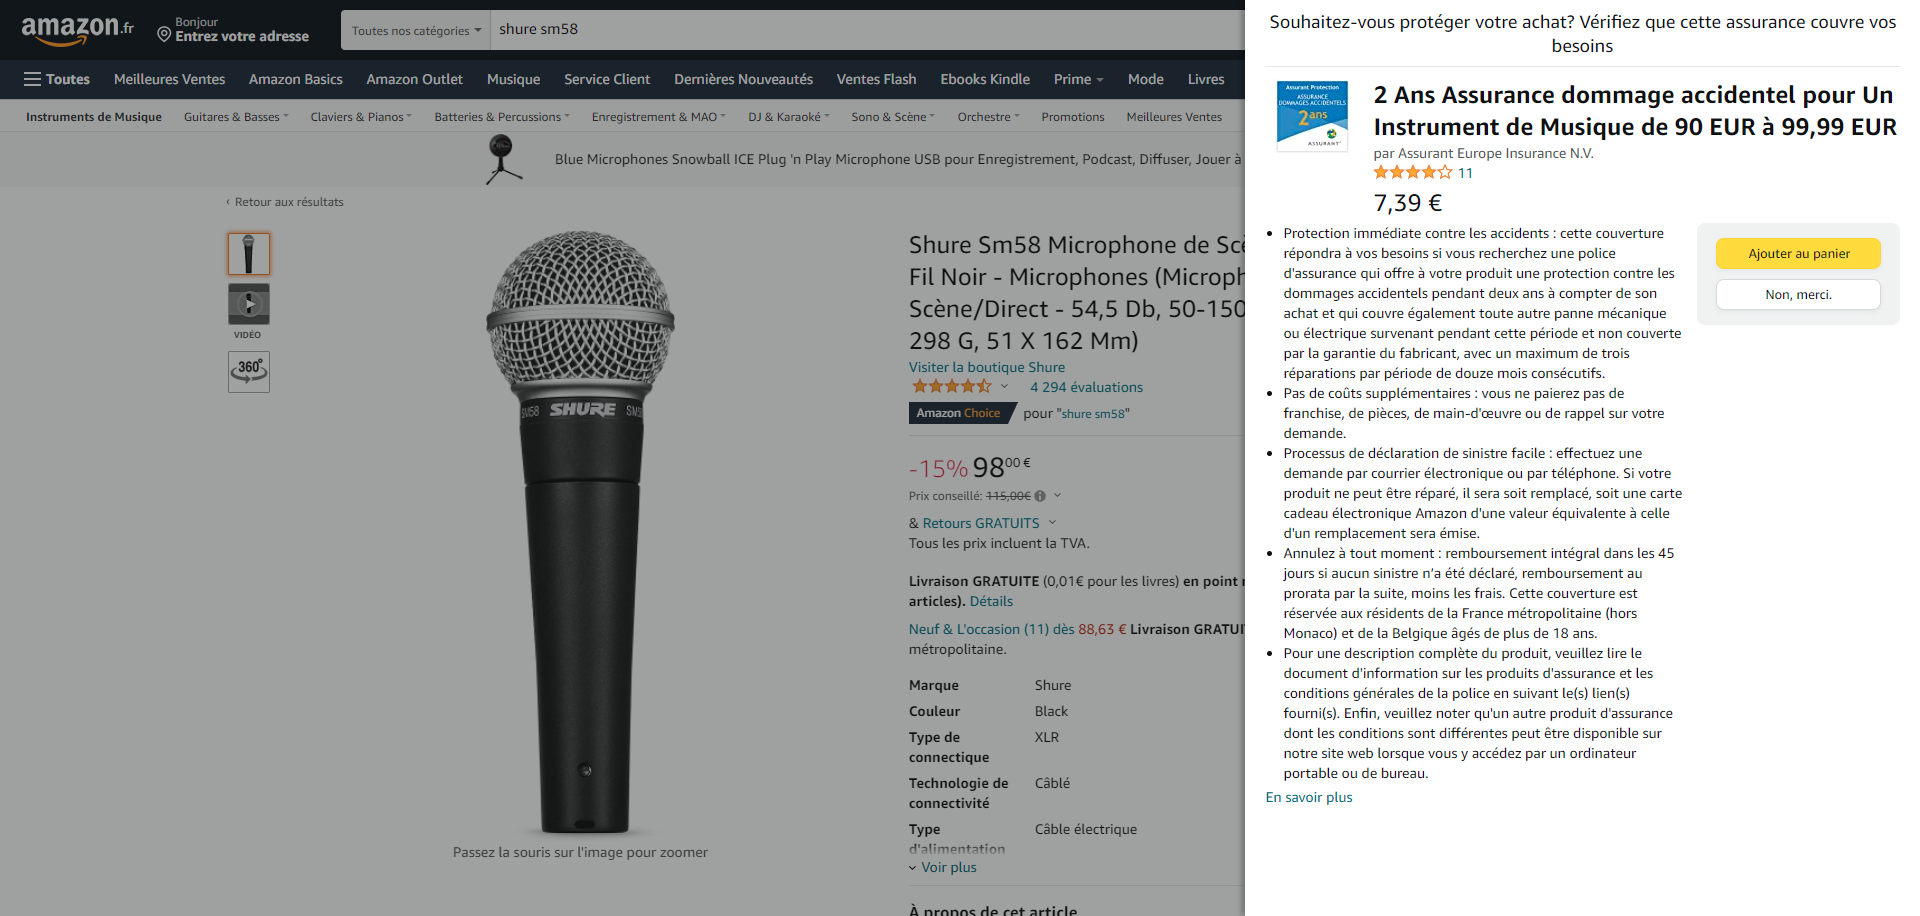 amazon.fr
Bonjour
Entrez votre adresse
Toutes nos catégories
shure sm58
Toutes
Meilleures Ventes
Amazon Basics
Amazon Outlet
Musique
Service Client
Dernières Nouveautés
Ventes Flash
Ebooks Kindle
Prime
Mode
Livres
Instruments de Musique
Guitares & Basses
Claviers & Pianos
Batteries & Percussions
Enregistrement & MAO
DJ & Karaoké
Sono & Scène
Orchestre
Promotions
Meilleures Ventes
Blue Microphones Snowball ICE Plug 'n Play Microphone USB pour Enregistrement, Podcast, Diffuser, Jouer à
‹ Retour aux résultats
VIDÉO
360°
SM58 SHURE SM5
Passez la souris sur l'image pour zoomer
Shure Sm58 Microphone de Scè
Fil Noir - Microphones (Microph
Scène/Direct - 54,5 Db, 50-150
298 G, 51 X 162 Mm)
Visiter la boutique Shure
4 294 évaluations
Amazon Choice pour "shure sm58"
-15% 98,00 €
Prix conseillé: 115,00€
& Retours GRATUITS
Tous les prix incluent la TVA.
Livraison GRATUITE (0,01€ pour les livres) en point r
articles). Détails
Neuf & L'occasion (11) dès 88,63 € Livraison GRATUI
métropolitaine.
Marque Shure
Couleur Black
Type de XLR
connectique
Technologie de Câblé
connectivité
Type Câble électrique
d'alimentation
Voir plus
À propos de cet article
Souhaitez-vous protéger votre achat? Vérifiez que cette assurance couvre vos
besoins
Assurant Protection
ASSURANCE
DOMMAGES ACCIDENTELS
2 ans
ASSURANT
2 Ans Assurance dommage accidentel pour Un
Instrument de Musique de 90 EUR à 99,99 EUR
par Assurant Europe Insurance N.V.
11
7,39 €
• Protection immédiate contre les accidents : cette couverture
répondra à vos besoins si vous recherchez une police
d'assurance qui offre à votre produit une protection contre les
dommages accidentels pendant deux ans à compter de son
achat et qui couvre également toute autre panne mécanique
ou électrique survenant pendant cette période et non couverte
par la garantie du fabricant, avec un maximum de trois
réparations par période de douze mois consécutifs.
• Pas de coûts supplémentaires : vous ne paierez pas de
franchise, de pièces, de main-d'œuvre ou de rappel sur votre
demande.
• Processus de déclaration de sinistre facile : effectuez une
demande par courrier électronique ou par téléphone. Si votre
produit ne peut être réparé, il sera soit remplacé, soit une carte
cadeau électronique Amazon d'une valeur équivalente à celle
d'un remplacement sera émise.
• Annulez à tout moment : remboursement intégral dans les 45
jours si aucun sinistre n’a été déclaré, remboursement au
prorata par la suite, moins les frais. Cette couverture est
réservée aux résidents de la France métropolitaine (hors
Monaco) et de la Belgique âgés de plus de 18 ans.
• Pour une description complète du produit, veuillez lire le
document d'information sur les produits d'assurance et les
conditions générales de la police en suivant le(s) lien(s)
fourni(s). Enfin, veuillez noter qu'un autre produit d'assurance
dont les conditions sont différentes peut être disponible sur
notre site web lorsque vous y accédez par un ordinateur
portable ou de bureau.
En savoir plus
Ajouter au panier
Non, merci.